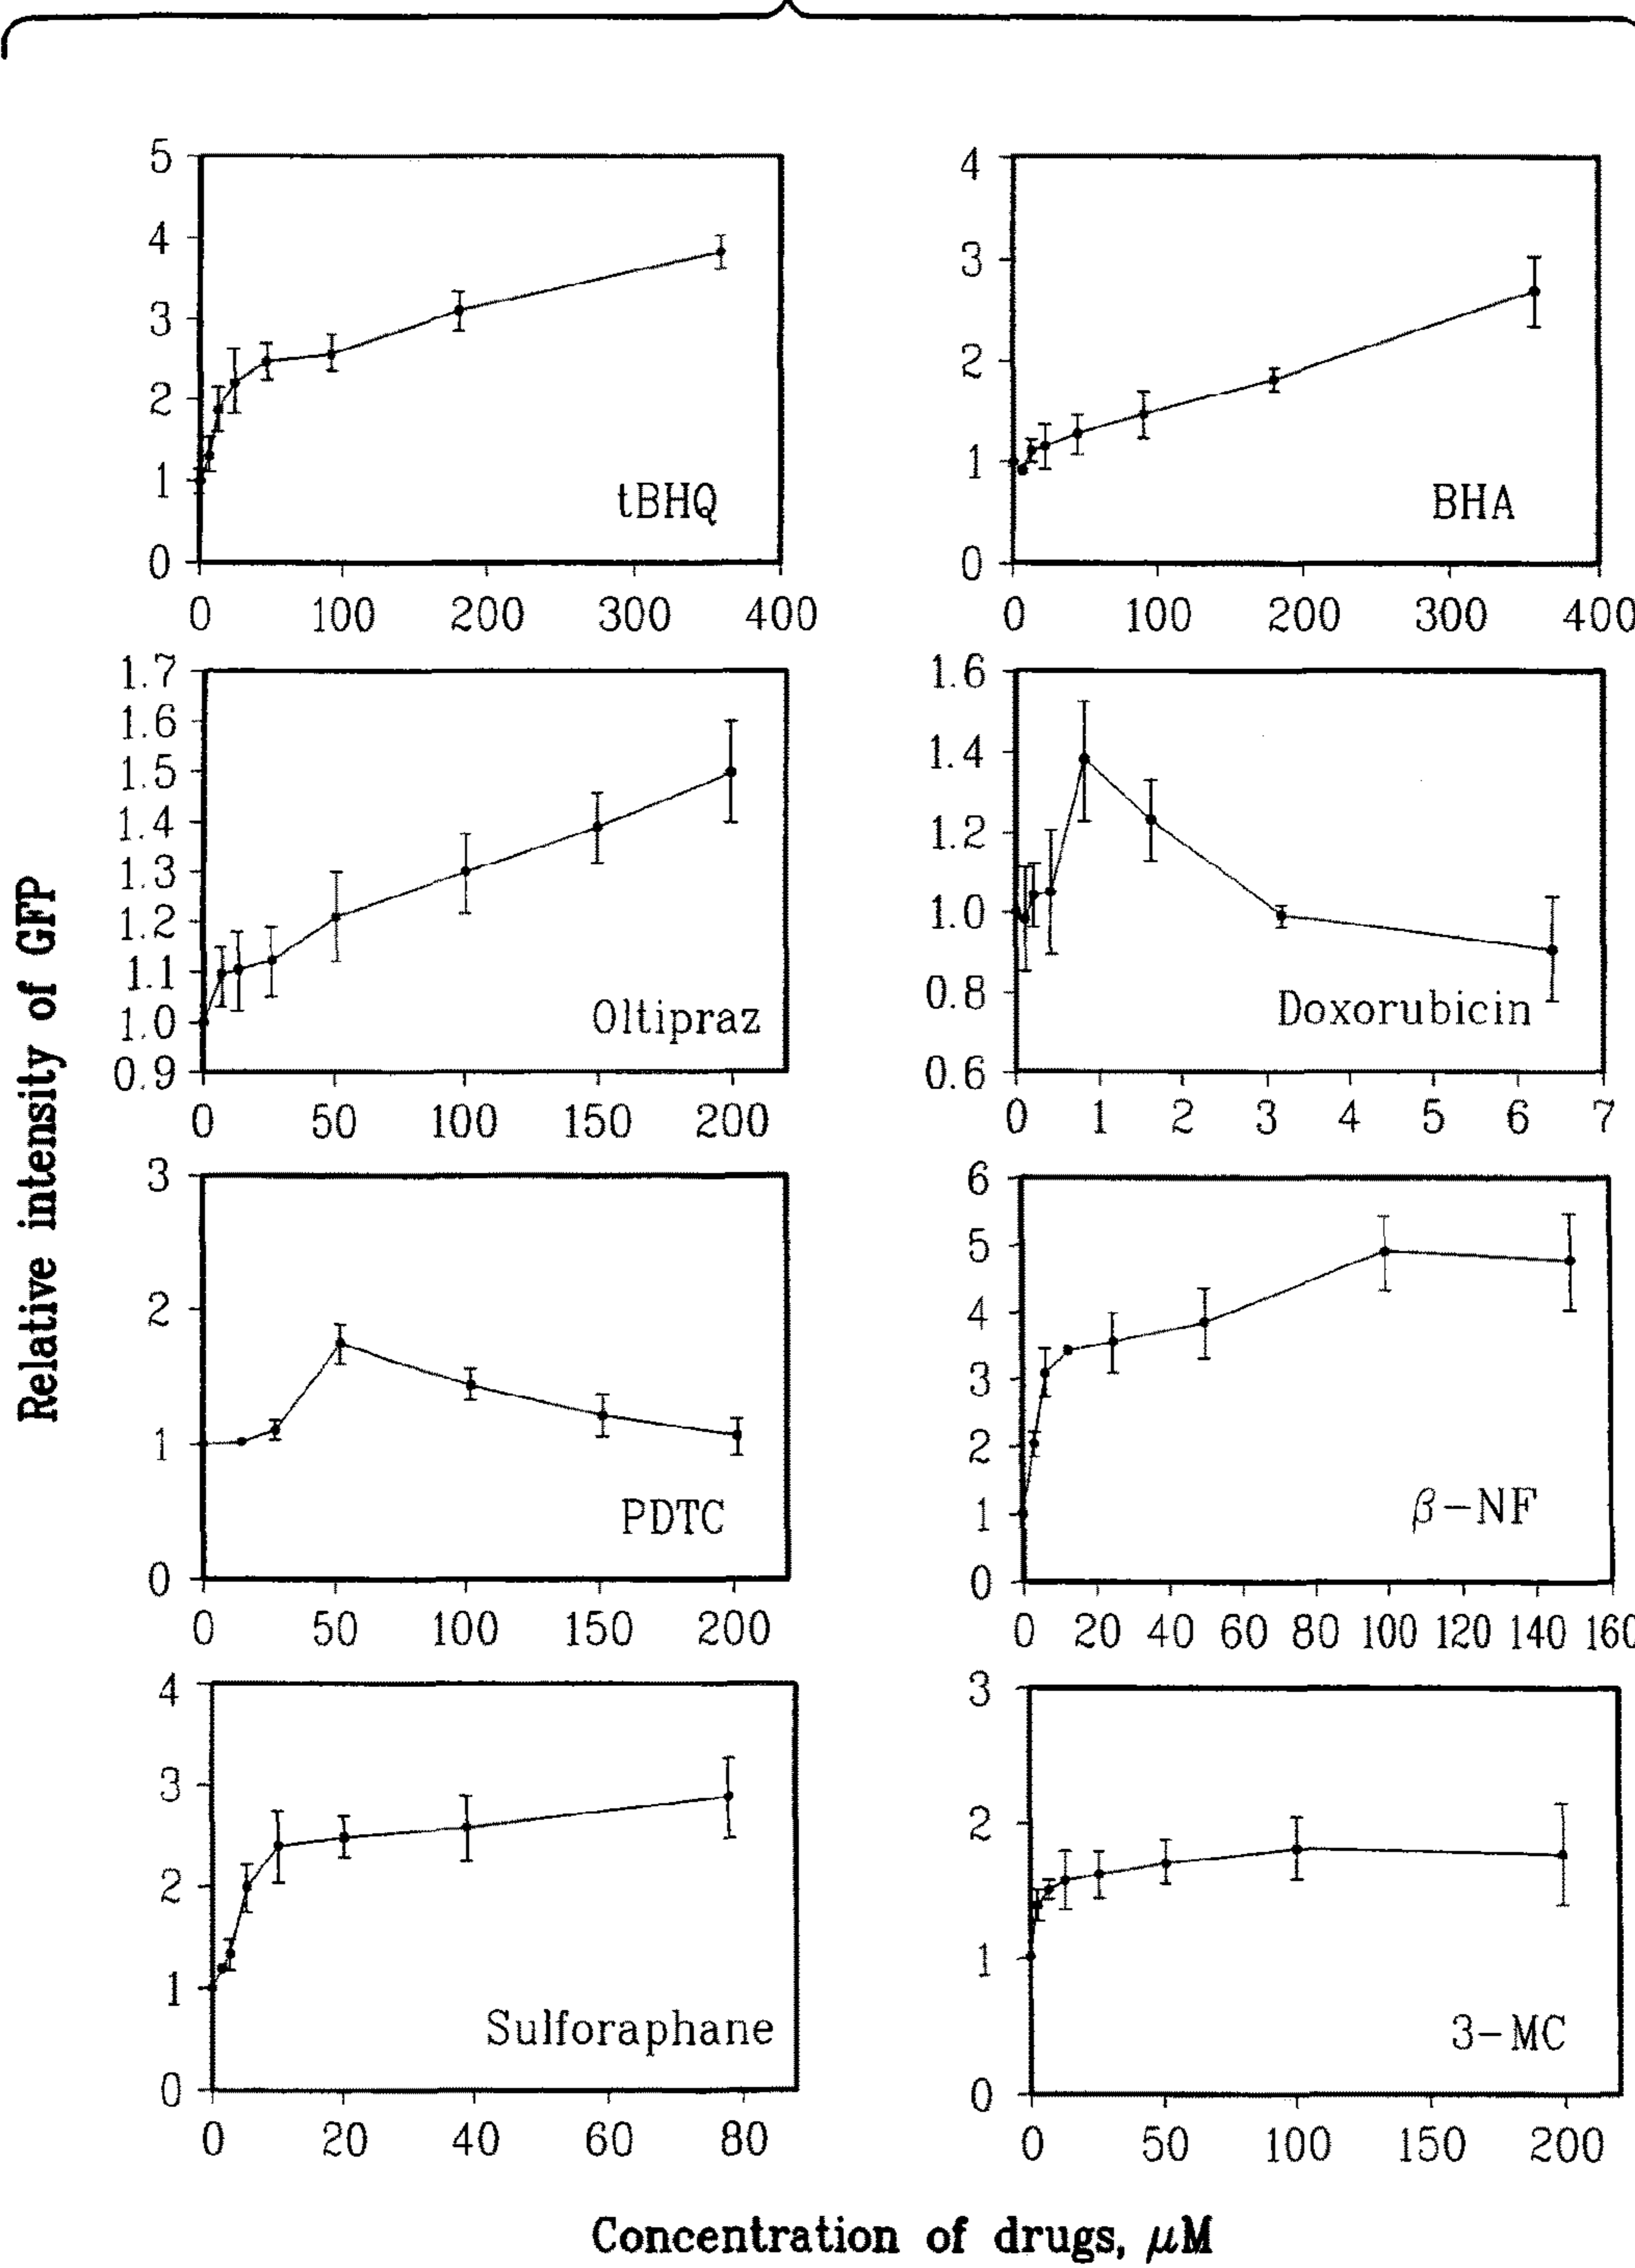 Relative intensity of GFP
5
4
3
2
1
0
0 100 200 300 400
tBHQ
4
3
2
1
0
0 100 200 300 400
BHA
1.7
1.6
1.5
1.4
1.3
1.2
1.1
1.0
0.9
0 50 100 150 200
Oltipraz
1.6
1.4
1.2
1.0
0.8
0.6
0 1 2 3 4 5 6 7
Doxorubicin
3
2
1
0
0 50 100 150 200
PDTC
6
5
4
3
2
1
0
0 20 40 60 80 100 120 140 160
β-NF
4
3
2
1
0
0 20 40 60 80
Sulforaphane
3
2
1
0
0 50 100 150 200
3-MC
Concentration of drugs, μM